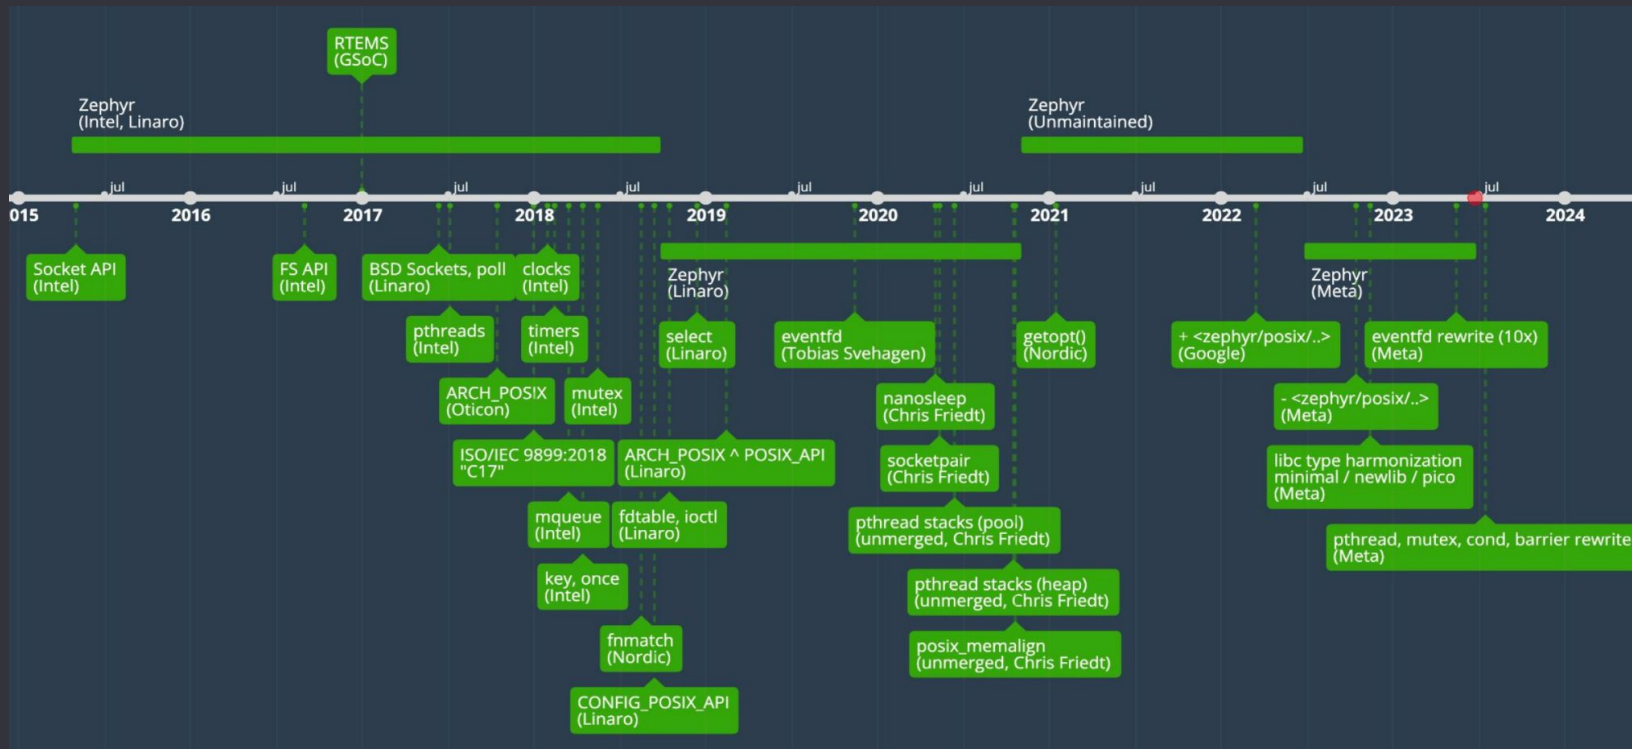 RTEMS
(GSoC)
Zephyr
(Intel, Linaro)
Zephyr
(Unmaintained)
jul
jul
jul
jul
jul
jul
jul
jul
jul
015
2016
2017
2018
2019
2020
2021
2022
2023
2024
Socket API
(Intel)
FS API
(Intel)
BSD Sockets, poll
(Linaro)
clocks
(Intel)
Zephyr
(Linaro)
Zephyr
(Meta)
pthreads
(Intel)
timers
(Intel)
select
(Linaro)
eventfd
(Tobias Svehagen)
getopt()
(Nordic)
+ <zephyr/posix/..>
(Google)
eventfd rewrite (10x)
(Meta)
ARCH_POSIX
(Oticon)
mutex
(Intel)
nanosleep
(Chris Friedt)
- <zephyr/posix/..>
(Meta)
ISO/IEC 9899:2018
"C17"
ARCH_POSIX ^ POSIX_API
(Linaro)
socketpair
(Chris Friedt)
libc type harmonization
minimal / newlib / pico
(Meta)
mqueue
(Intel)
fdtable, ioctl
(Linaro)
pthread stacks (pool)
(unmerged, Chris Friedt)
pthread, mutex, cond, barrier rewrite
(Meta)
key, once
(Intel)
pthread stacks (heap)
(unmerged, Chris Friedt)
fnmatch
(Nordic)
posix_memalign
(unmerged, Chris Friedt)
CONFIG_POSIX_API
(Linaro)